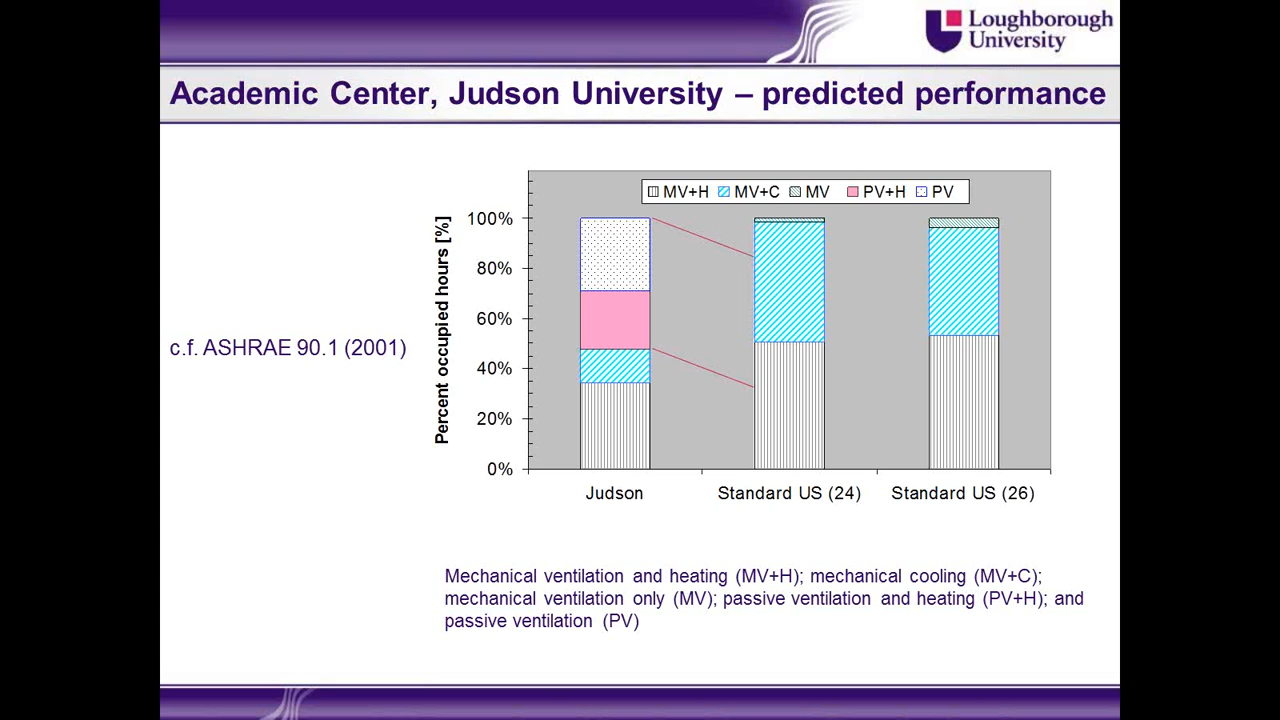 Loughborough
University
Academic Center, Judson University – predicted performance
c.f. ASHRAE 90.1 (2001)
Percent occupied hours [%]
MV+H MV+C MV PV+H PV
100%
80%
60%
40%
20%
0%
Judson Standard US (24) Standard US (26)
Mechanical ventilation and heating (MV+H); mechanical cooling (MV+C);
mechanical ventilation only (MV); passive ventilation and heating (PV+H); and
passive ventilation (PV)